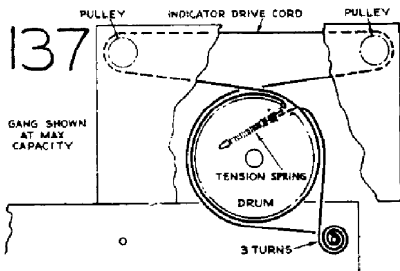 PULLEY
INDICATOR DRIVE CORD
PULLEY
137
GANG SHOWN
AT MAX
CAPACITY
TENSION SPRING
DRUM
3 TURNS